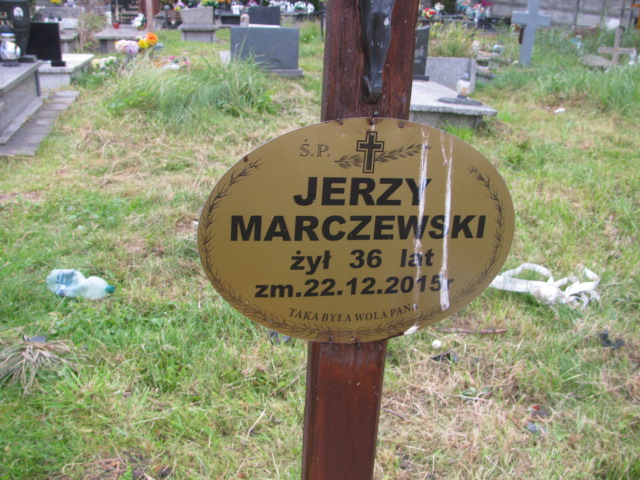 Ś.P.
JERZY
MARCZEWSKI
żył 36 lat
zm.22.12.2015r
TAKA BYŁA WOLA PANA